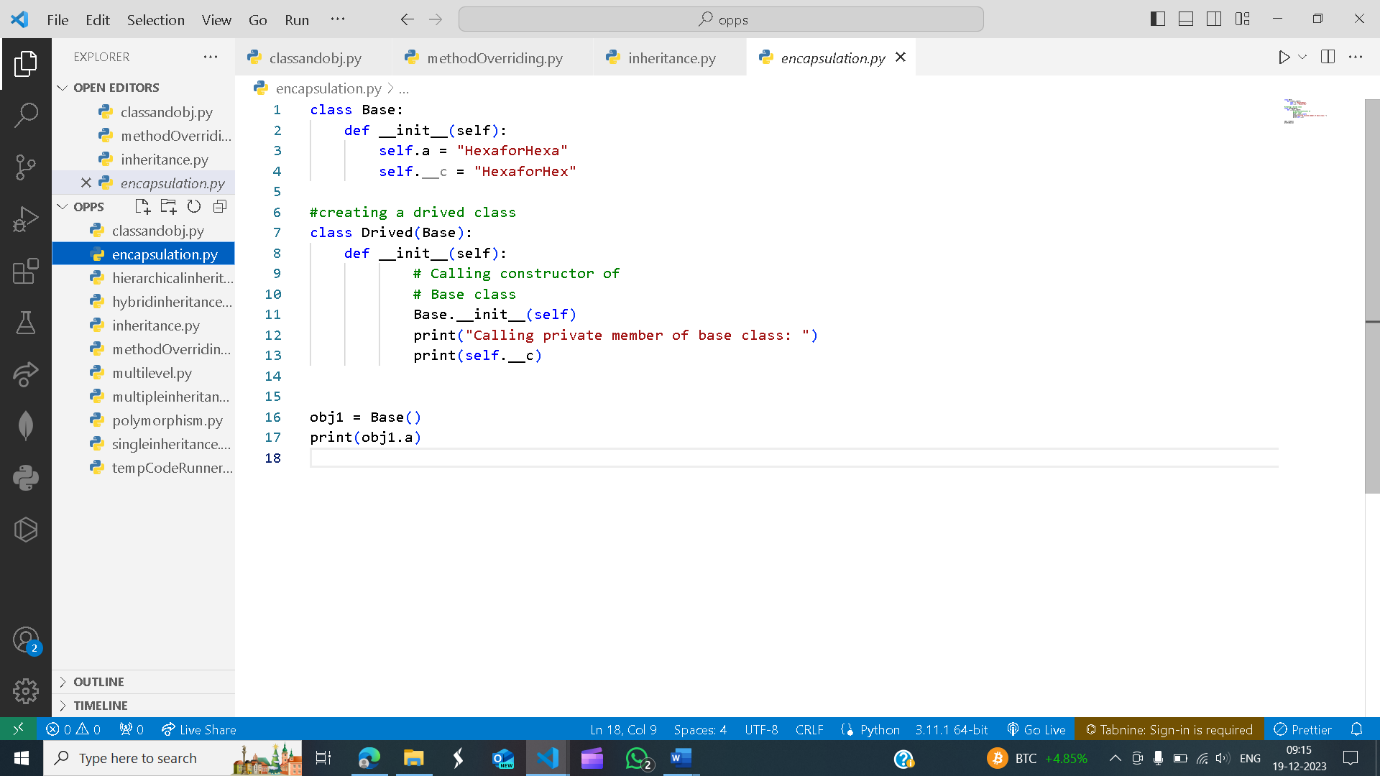 File Edit Selection View Go Run ··· opps
EXPLORER ···
OPEN EDITORS
classandobj.py
methodOverridi...
inheritance.py
encapsulation.py
OPPS
classandobj.py
encapsulation.py
hierarchicalinherit...
hybridinheritance...
inheritance.py
methodOverridin...
multilevel.py
multipleinheritan...
polymorphism.py
singleinheritance....
tempCodeRunner...
OUTLINE
TIMELINE
classandobj.py methodOverriding.py inheritance.py encapsulation.py
encapsulation.py > ...
1 class Base:
2 def __init__(self):
3 self.a = "HexaforHexa"
4 self.__c = "HexaforHex"
5
6 #creating a drived class
7 class Drived(Base):
8 def __init__(self):
9 # Calling constructor of
10 # Base class
11 Base.__init__(self)
12 print("Calling private member of base class: ")
13 print(self.__c)
14
15
16 obj1 = Base()
17 print(obj1.a)
18
2
0 0 0 Live Share Ln 18, Col 9 Spaces: 4 UTF-8 CRLF Python 3.11.1 64-bit Go Live Tabnine: Sign-in is required Prettier
Type here to search NEW 2 W BTC +4.85% ENG 09:15
19-12-2023